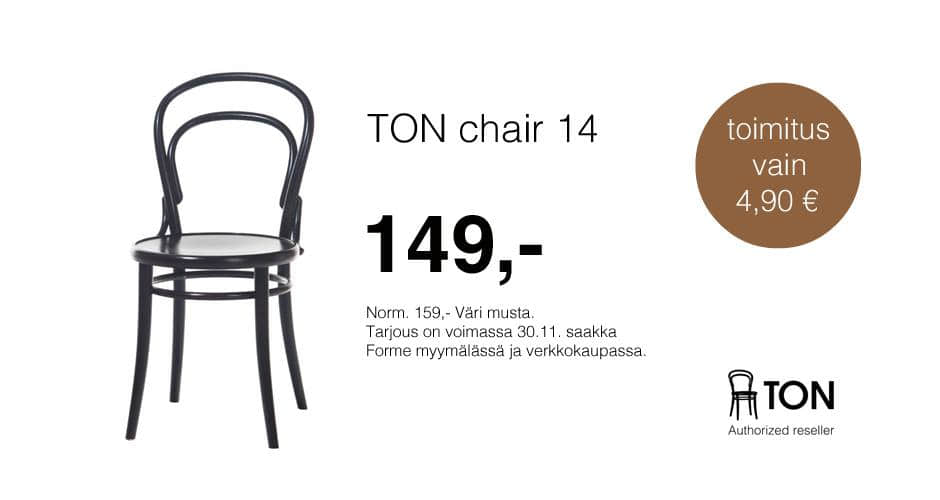 TON chair 14
toimitus
vain
4,90 €
149,-
Norm. 159,- Väri musta.
Tarjous on voimassa 30.11. saakka
Forme myymälässä ja verkkokaupassa.
TON
Authorized reseller